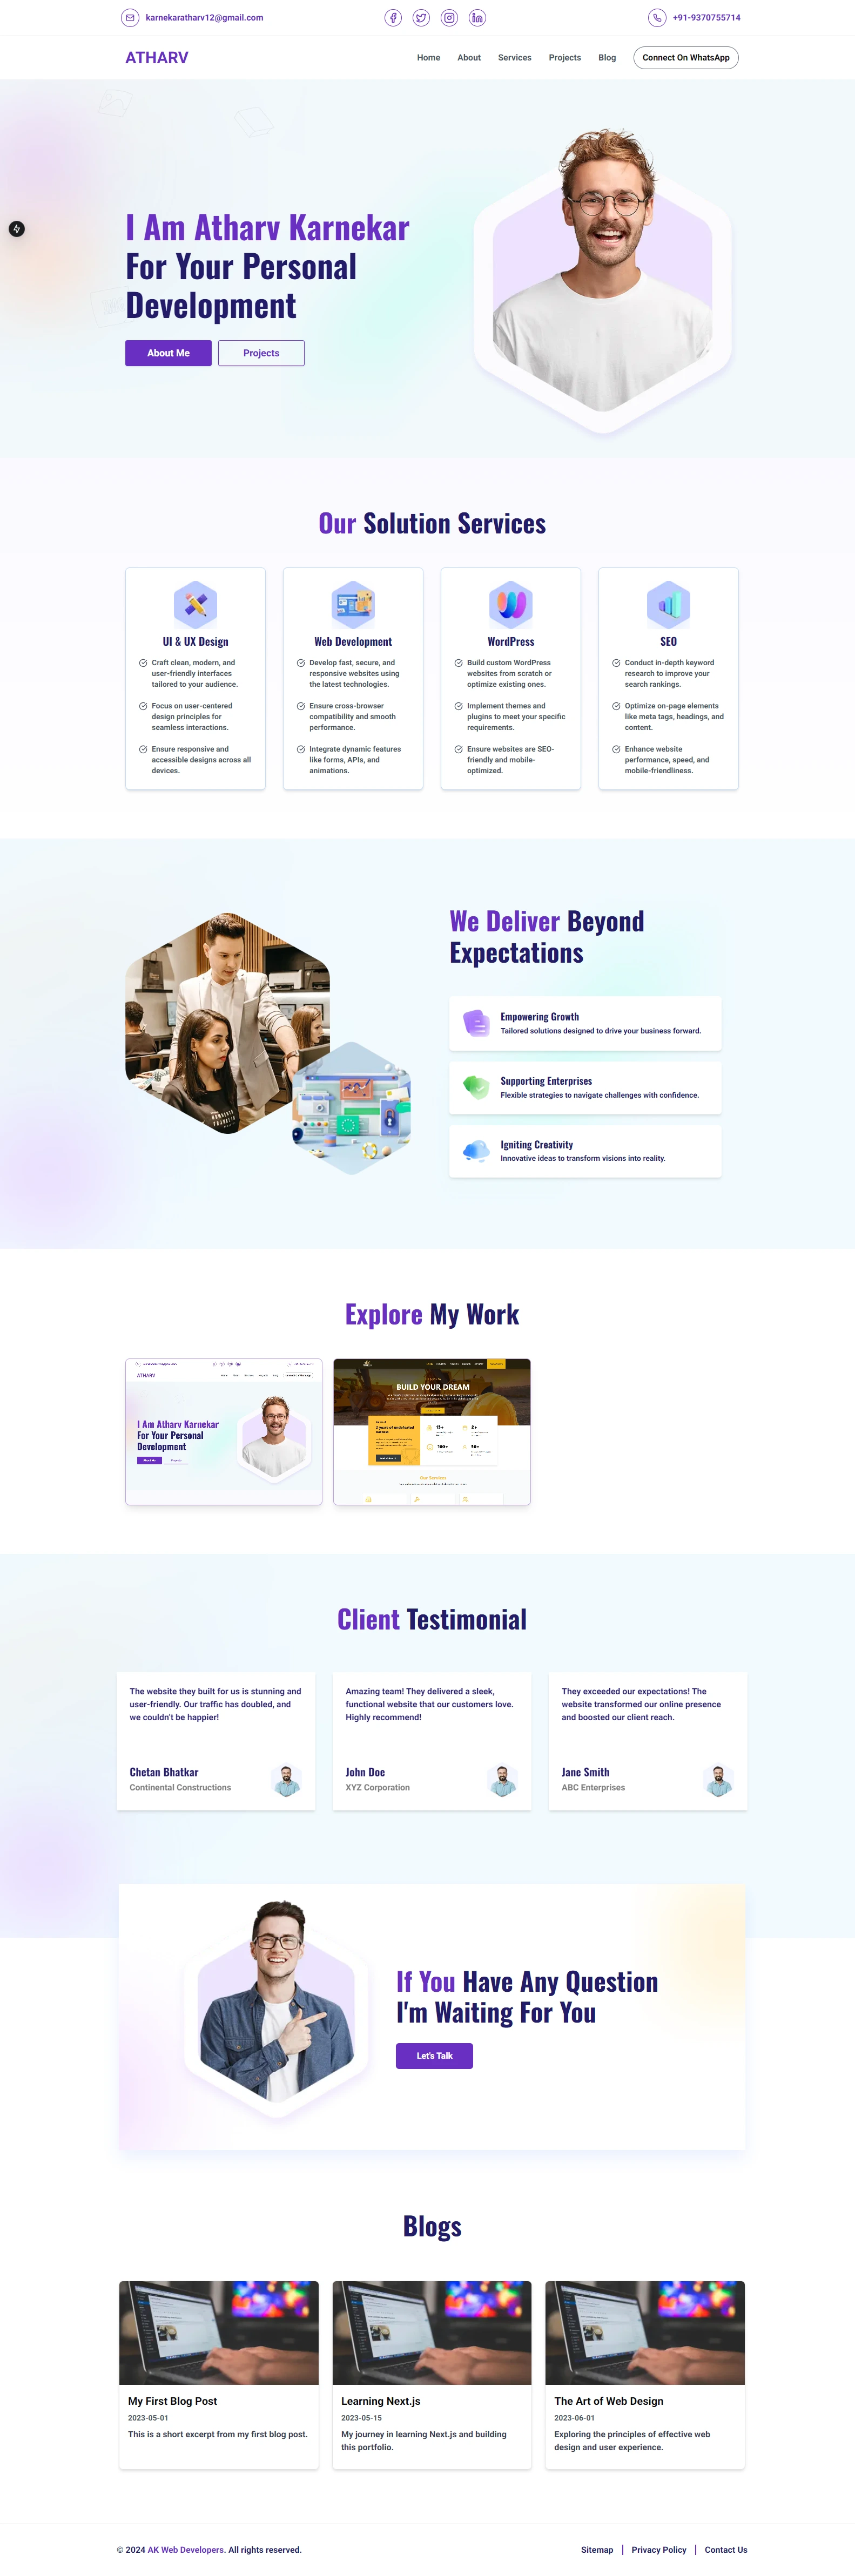 karnekaratharv12@gmail.com
+91-9370755714
ATHARV
Home
About
Services
Projects
Blog
Connect On WhatsApp
I Am Atharv Karnekar
For Your Personal
Development
About Me
Projects
Our Solution Services
UI & UX Design
Craft clean, modern, and
user-friendly interfaces
tailored to your audience.
Focus on user-centered
design principles for
seamless interactions.
Ensure responsive and
accessible designs across all
devices.
Web Development
Develop fast, secure, and
responsive websites using
the latest technologies.
Ensure cross-browser
compatibility and smooth
performance.
Integrate dynamic features
like forms, APIs, and
animations.
WordPress
Build custom WordPress
websites from scratch or
optimize existing ones.
Implement themes and
plugins to meet your specific
requirements.
Ensure websites are SEO-
friendly and mobile-
optimized.
SEO
Conduct in-depth keyword
research to improve your
search rankings.
Optimize on-page elements
like meta tags, headings, and
content.
Enhance website
performance, speed, and
mobile-friendliness.
We Deliver Beyond
Expectations
Empowering Growth
Tailored solutions designed to drive your business forward.
Supporting Enterprises
Flexible strategies to navigate challenges with confidence.
Igniting Creativity
Innovative ideas to transform visions into reality.
Explore My Work
ATHARV
I Am Atharv Karnekar
For Your Personal
Development
BUILD YOUR DREAM
Our Services
Client Testimonial
The website they built for us is stunning and
user-friendly. Our traffic has doubled, and
we couldn't be happier!
Chetan Bhatkar
Continental Constructions
Amazing team! They delivered a sleek,
functional website that our customers love.
Highly recommend!
John Doe
XYZ Corporation
They exceeded our expectations! The
website transformed our online presence
and boosted our client reach.
Jane Smith
ABC Enterprises
If You Have Any Question
I'm Waiting For You
Let's Talk
Blogs
My First Blog Post
2023-05-01
This is a short excerpt from my first blog post.
Learning Next.js
2023-05-15
My journey in learning Next.js and building
this portfolio.
The Art of Web Design
2023-06-01
Exploring the principles of effective web
design and user experience.
© 2024 AK Web Developers. All rights reserved.
Sitemap
Privacy Policy
Contact Us